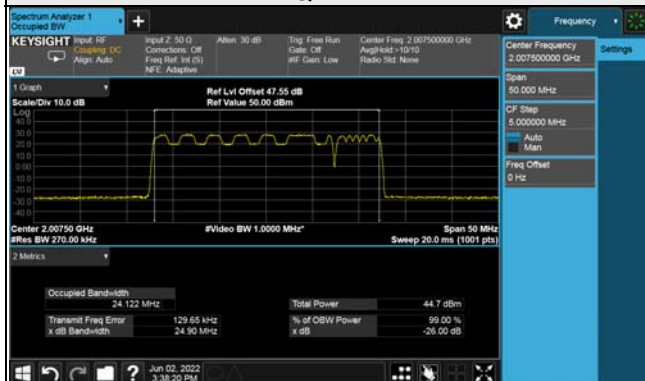 Spectrum Analyzer 1
Occupied BW
Frequency
KEYSIGHT
Input: RF
Coupling: DC
Align: Auto
Input Z: 50 Ω
Corrections: Off
Freq Ref: Int (S)
NFE: Adaptive
Atten: 30 dB
Trig: Free Run
Gate: Off
#IF Gain: Low
Center Freq: 2.007500000 GHz
Avg|Hold:>10/10
Radio Std: None
Center Frequency
2.007500000 GHz
Settings
Span
50.000 MHz
CF Step
5.000000 MHz
Auto
Man
Freq Offset
0 Hz
1 Graph
Scale/Div 10.0 dB
Ref Lvl Offset 47.55 dB
Ref Value 50.00 dBm
Log
40.0
30.0
20.0
10.0
0.00
-10.0
-20.0
-30.0
-40.0
Center 2.00750 GHz
#Video BW 1.0000 MHz*
Span 50 MHz
#Res BW 270.00 kHz
Sweep 20.0 ms (1001 pts)
2 Metrics
Occupied Bandwidth
24.122 MHz
Total Power
44.7 dBm
Transmit Freq Error
129.65 kHz
% of OBW Power
99.00 %
x dB Bandwidth
24.90 MHz
x dB
-26.00 dB
Jun 02, 2022
3:38:20 PM